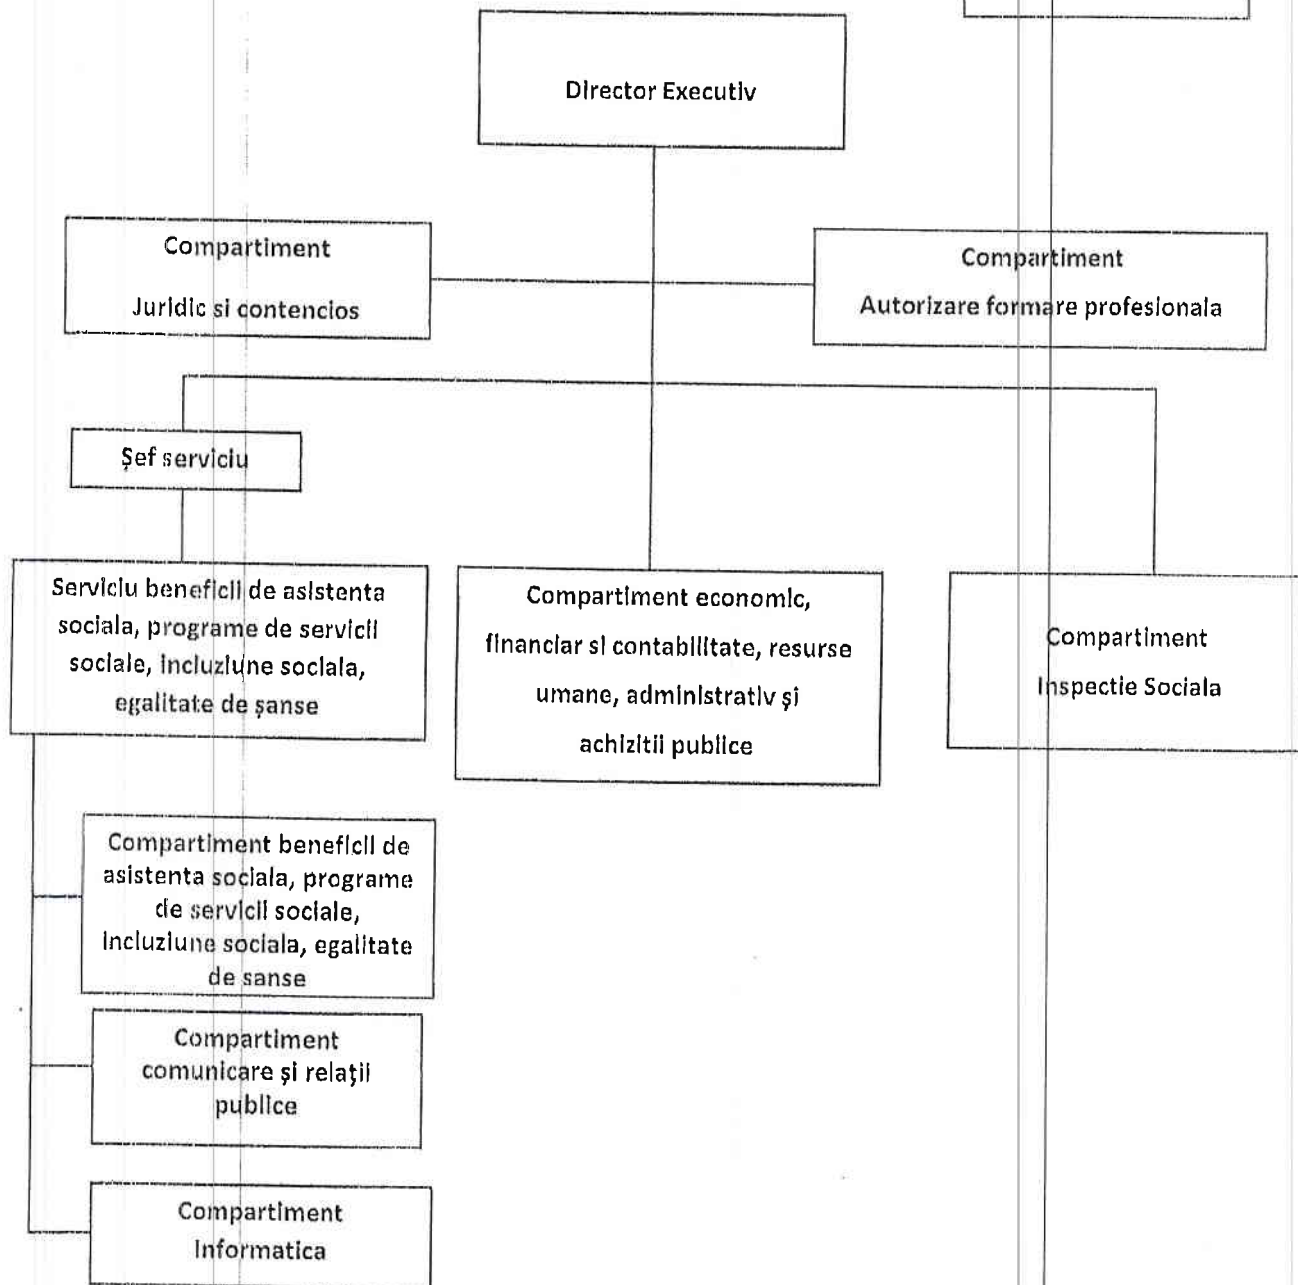 Director Executiv
Compartiment
Juridic si contencios
Compartiment
Autorizare formare profesionala
Şef serviciu
Serviciu beneficii de asistenta
sociala, programe de servicii
sociale, incluziune sociala,
egalitate de şanse
Compartiment economic,
financiar si contabilitate, resurse
umane, administrativ şi
achizitii publice
Compartiment
Inspectie Sociala
Compartiment beneficii de
asistenta sociala, programe
de servicii sociale,
incluziune sociala, egalitate
de sanse
Compartiment
comunicare şi relaţii
publice
Compartiment
Informatica